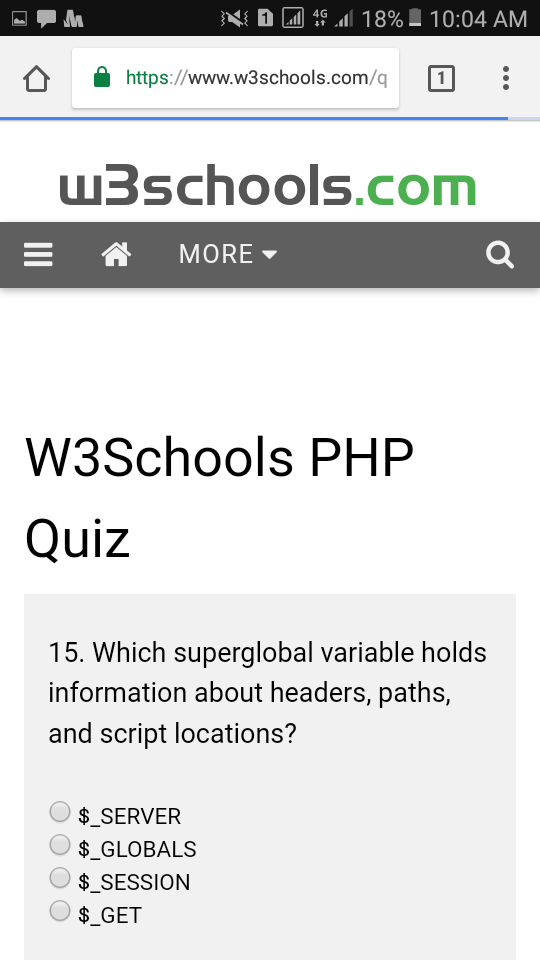 4G 18% 10:04 AM
https://www.w3schools.com/q
1
w3schools.com
MORE
W3Schools PHP
Quiz
15. Which superglobal variable holds
information about headers, paths,
and script locations?
$_SERVER
$_GLOBALS
$_SESSION
$_GET